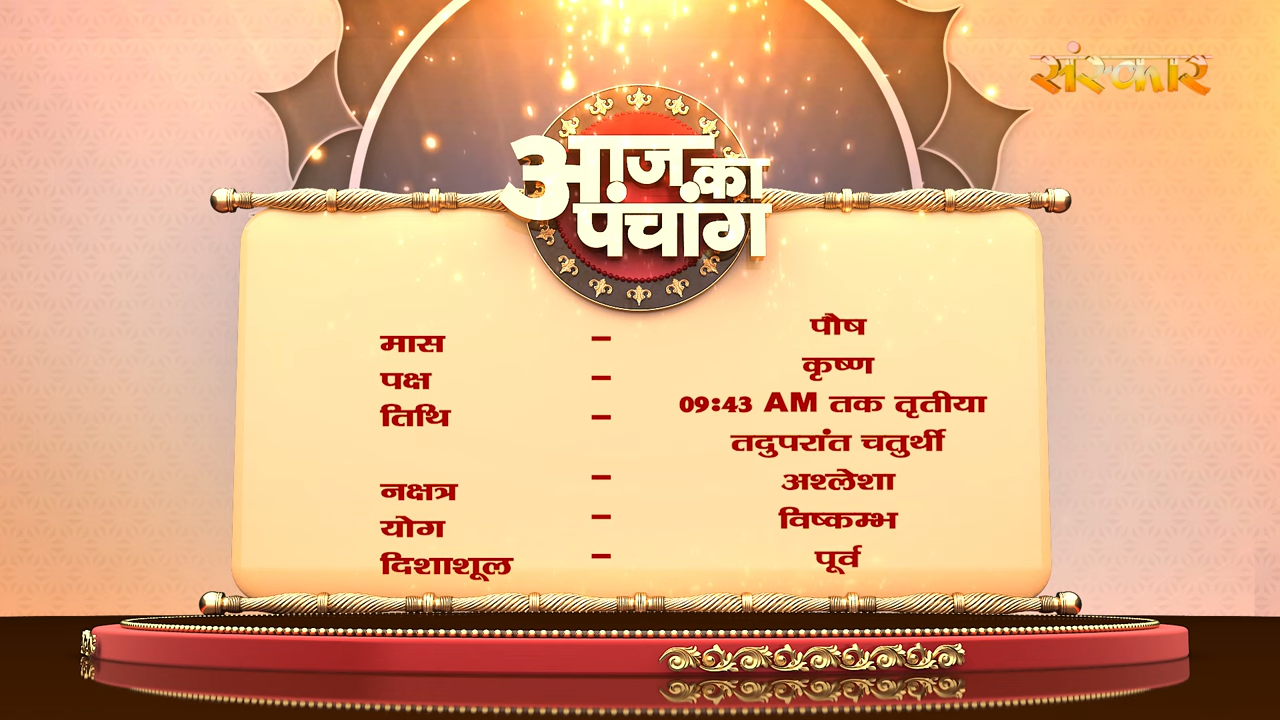 संस्कार
आज का
पंचांग
मास – पौष
पक्ष – कृष्ण
तिथि – 09:43 AM तक तृतीया
तदुपरांत चतुर्थी
नक्षत्र – अश्लेशा
योग – विष्कम्भ
दिशाशूल – पूर्व